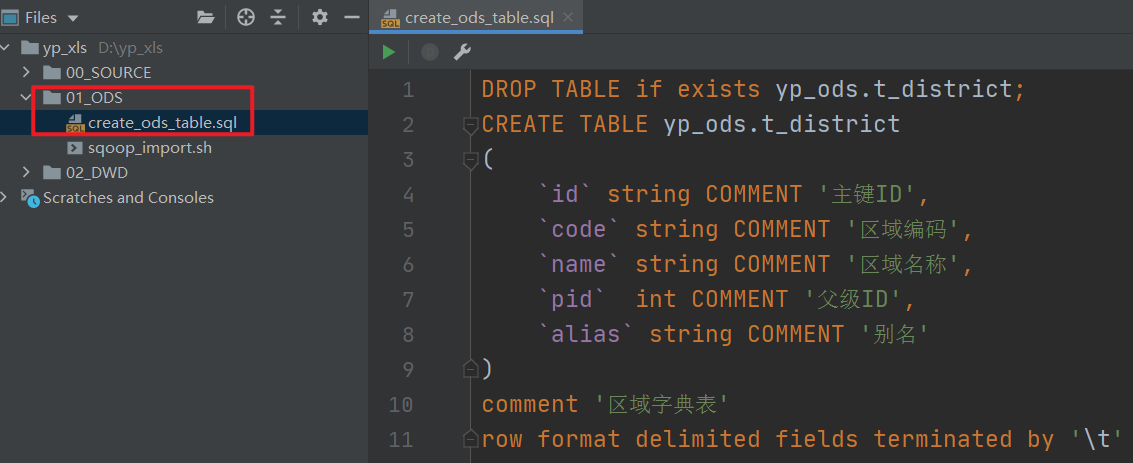 Files
yp_xls D:\yp_xls
00_SOURCE
01_ODS
create_ods_table.sql
sqoop_import.sh
02_DWD
Scratches and Consoles
create_ods_table.sql
1 DROP TABLE if exists yp_ods.t_district;
2 CREATE TABLE yp_ods.t_district
3 (
4 `id` string COMMENT '主键ID',
5 `code` string COMMENT '区域编码',
6 `name` string COMMENT '区域名称',
7 `pid`  int COMMENT '父级ID',
8 `alias` string COMMENT '别名'
9 )
10 comment '区域字典表'
11 row format delimited fields terminated by '\t'